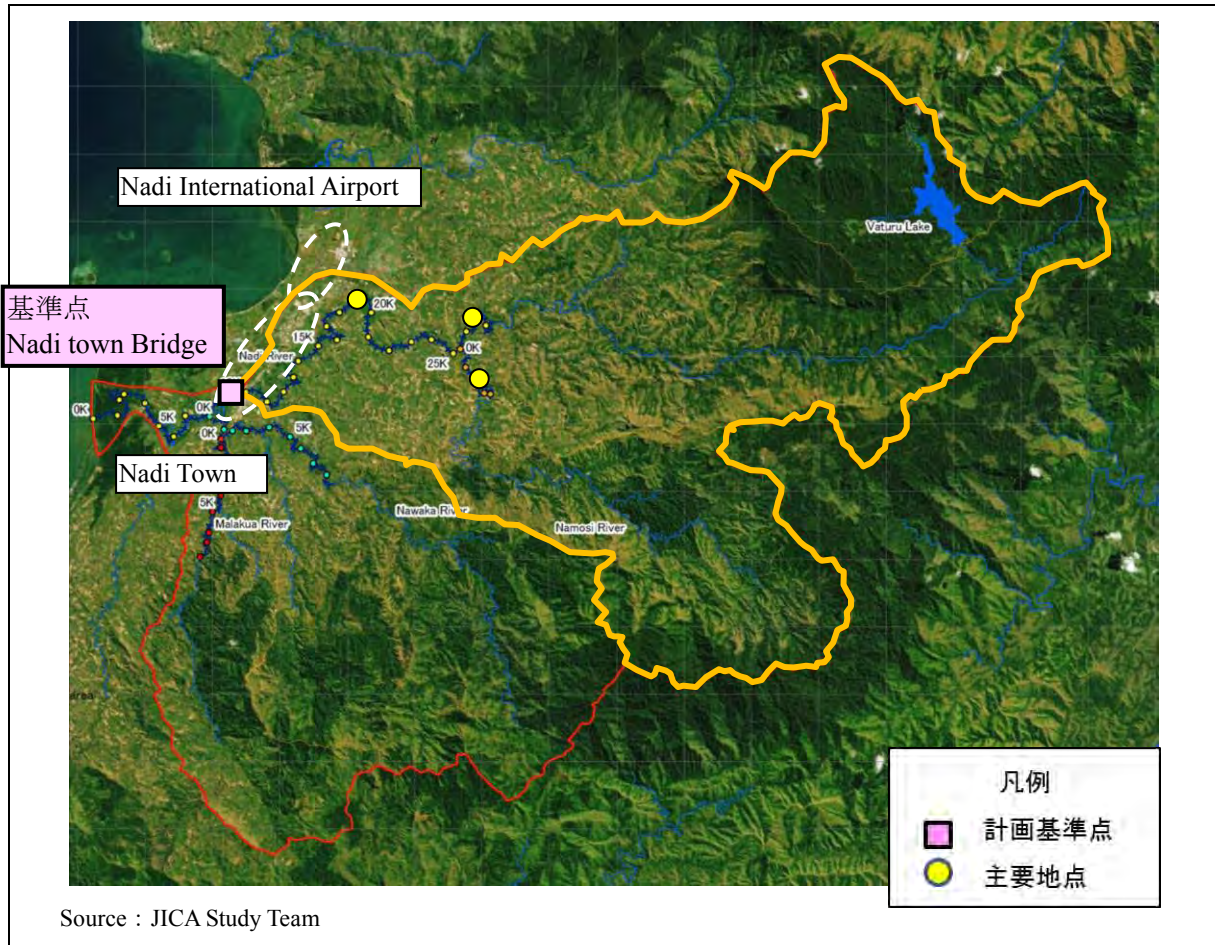 Nadi International Airport
Vaturu Lake
基準点
Nadi town Bridge
20K
15K
Nadi River
25K
0K
0K
0K
5K
0K
5K
Nadi Town
5K
Malakua River
Nawaka River
Namosi River
凡例
計画基準点
主要地点
Source : JICA Study Team